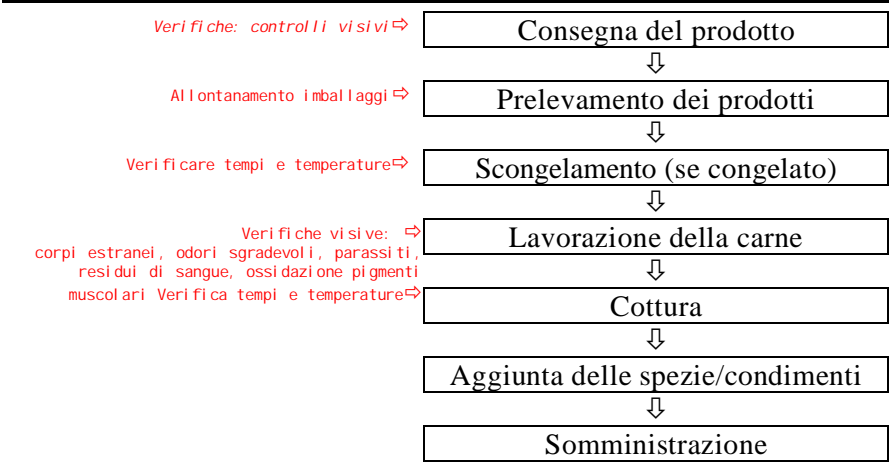 Verifiche: controlli visivi⇨
Consegna del prodotto
⇩
Allontanamento imballaggi⇨
Prelevamento dei prodotti
⇩
Verificare tempi e temperature⇨
Scongelamento (se congelato)
⇩
Verifiche visive: ⇨
corpi estranei, odori sgradevoli, parassiti,
residui di sangue, ossidazione pigmenti
Lavorazione della carne
⇩
muscolari Verifica tempi e temperature⇨
Cottura
⇩
Aggiunta delle spezie/condimenti
⇩
Somministrazione